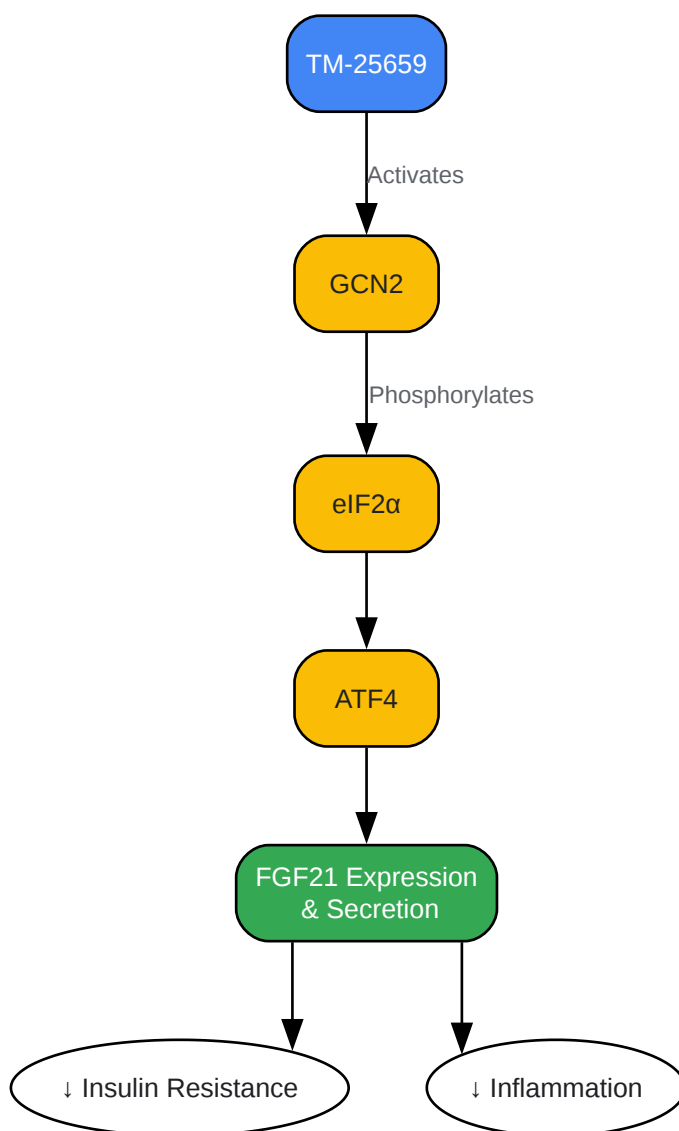 TM-25659
Activates
GCN2
Phosphorylates
eIF2α
ATF4
FGF21 Expression
& Secretion
↓ Insulin Resistance
↓ Inflammation